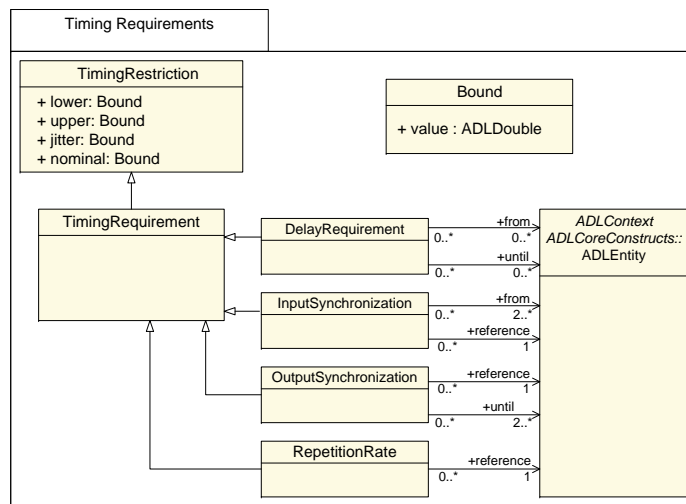 Timing Requirements
TimingRestriction
+ lower: Bound
+ upper: Bound
+ jitter: Bound
+ nominal: Bound
Bound
+ value : ADLDouble
TimingRequirement
DelayRequirement
+from
0..* 0..*
+until
0..* 0..*
ADLContext
ADLCoreConstructs::
ADLEntity
InputSynchronization
+from
0..* 2..*
+reference
0..* 1
OutputSynchronization
+reference
0..* 1
+until
0..* 2..*
RepetitionRate
+reference
0..* 1